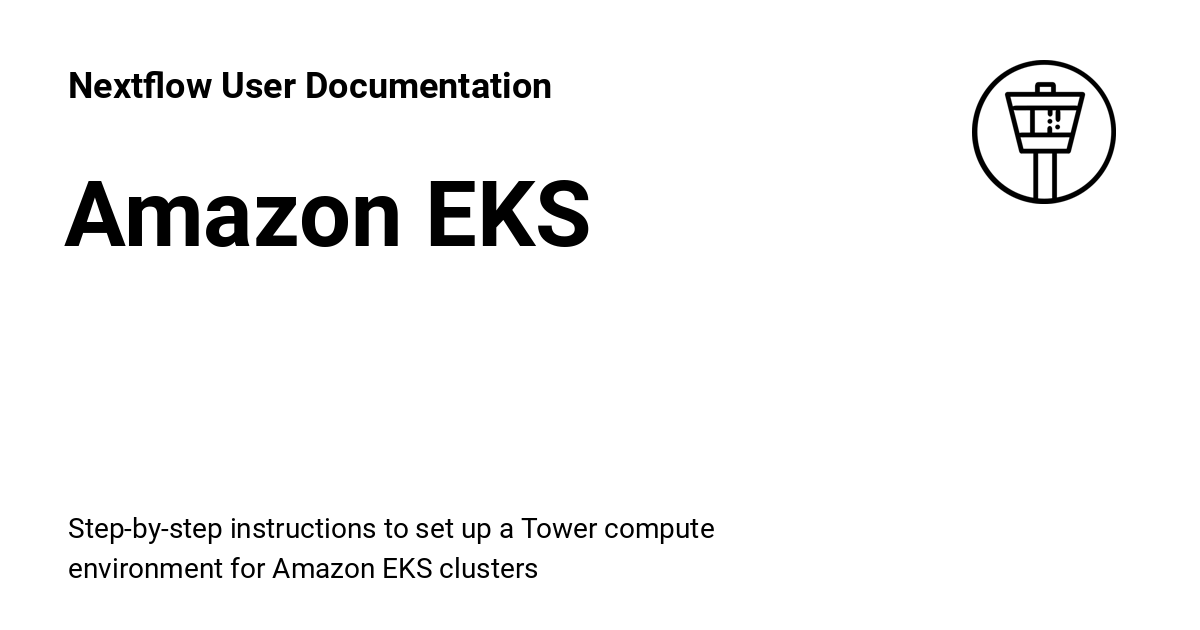 Nextflow User Documentation
Amazon EKS
Step-by-step instructions to set up a Tower compute
environment for Amazon EKS clusters